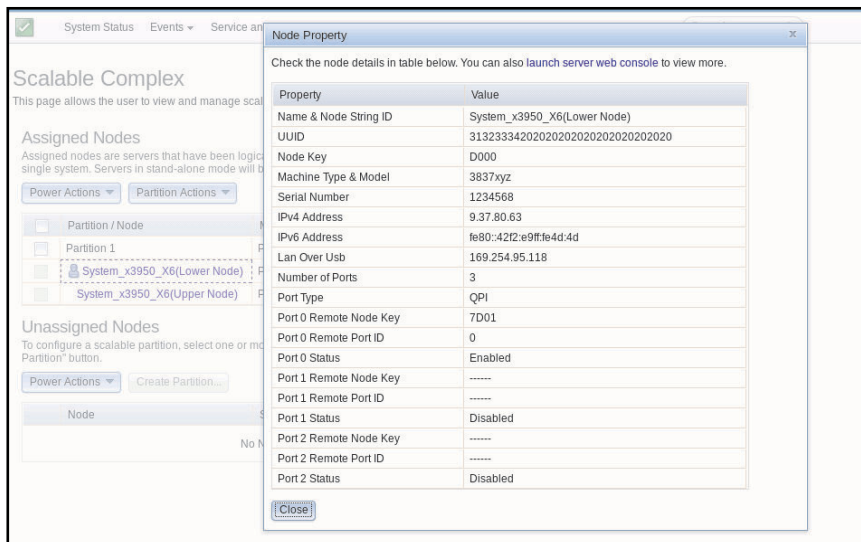 System Status Events Service an
Node Property x
Check the node details in table below. You can also launch server web console to view more.
Property Value
Name & Node String ID System_x3950_X6(Lower Node)
UUID 31323334202020202020202020202020
Node Key D000
Machine Type & Model 3837xyz
Serial Number 1234568
IPv4 Address 9.37.80.63
IPv6 Address fe80::42f2:e9ff:fe4d:4d
Lan Over Usb 169.254.95.118
Number of Ports 3
Port Type QPI
Port 0 Remote Node Key 7D01
Port 0 Remote Port ID 0
Port 0 Status Enabled
Port 1 Remote Node Key ------
Port 1 Remote Port ID ------
Port 1 Status Disabled
Port 2 Remote Node Key ------
Port 2 Remote Port ID ------
Port 2 Status Disabled
Close
Scalable Complex
This page allows the user to view and manage scal
Assigned Nodes
Assigned nodes are servers that have been logica
single system. Servers in stand-alone mode will b
Power Actions Partition Actions
Partition / Node
Partition 1 P
System_x3950_X6(Lower Node) P
System_x3950_X6(Upper Node) P
Unassigned Nodes
To configure a scalable partition, select one or mo
Partition" button.
Power Actions Create Partition...
Node S
No N